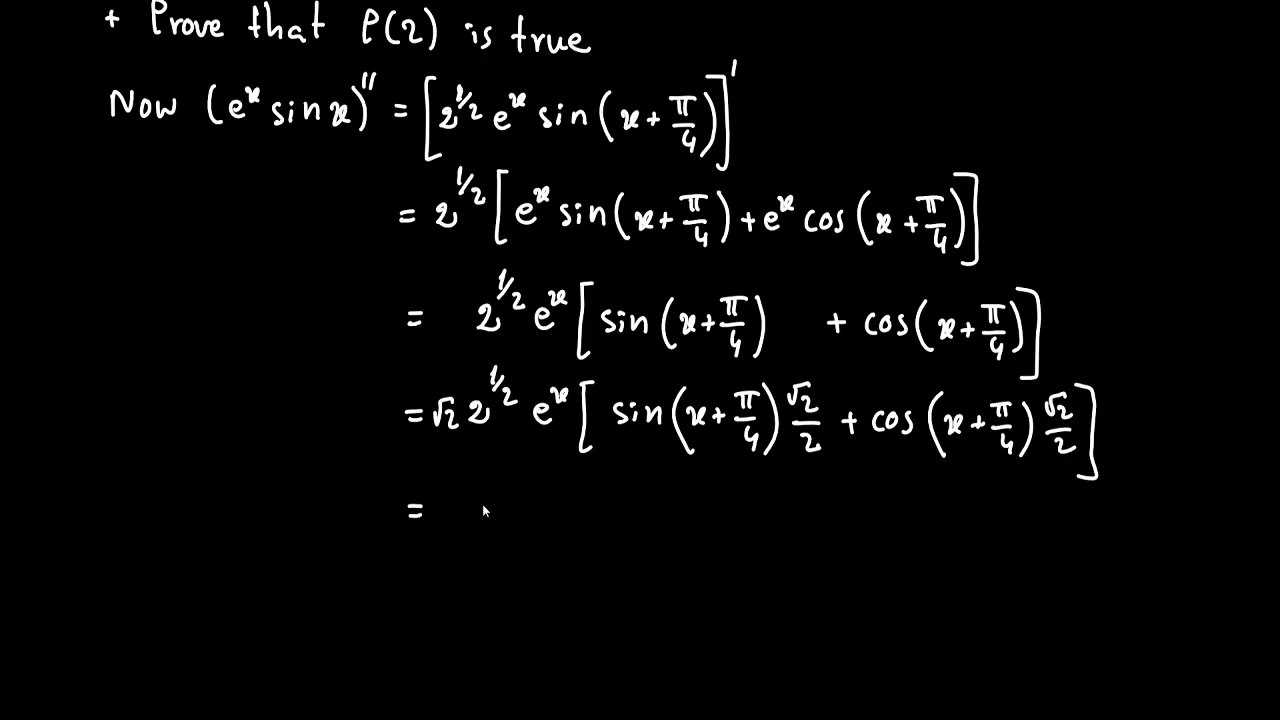 + Prove that P(2) is true
Now (e^x sin x)'' = [2^{1/2} e^x sin(x + π/4)]'
= 2^{1/2} [e^x sin(x + π/4) + e^x cos(x + π/4)]
= 2^{1/2} e^x [sin(x + π/4) + cos(x + π/4)]
= √2 2^{1/2} e^x [sin(x + π/4) √2/2 + cos(x + π/4) √2/2]
=